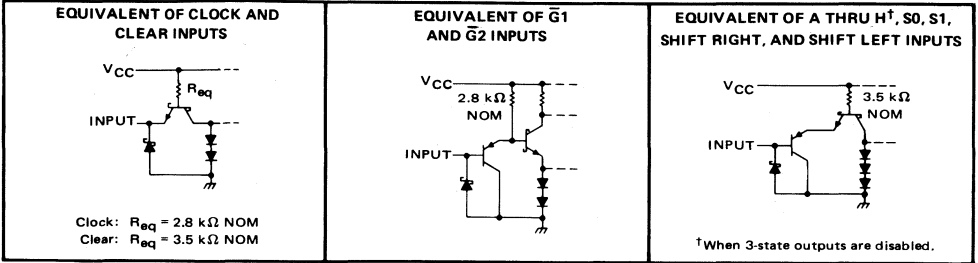 EQUIVALENT OF CLOCK AND
CLEAR INPUTS
VCC
Req
INPUT
Clock: Req = 2.8 kΩ NOM
Clear: Req = 3.5 kΩ NOM
EQUIVALENT OF G̅1
AND G̅2 INPUTS
VCC
2.8 kΩ
NOM
INPUT
EQUIVALENT OF A THRU H†, S0, S1,
SHIFT RIGHT, AND SHIFT LEFT INPUTS
VCC
3.5 kΩ
NOM
INPUT
†When 3-state outputs are disabled.